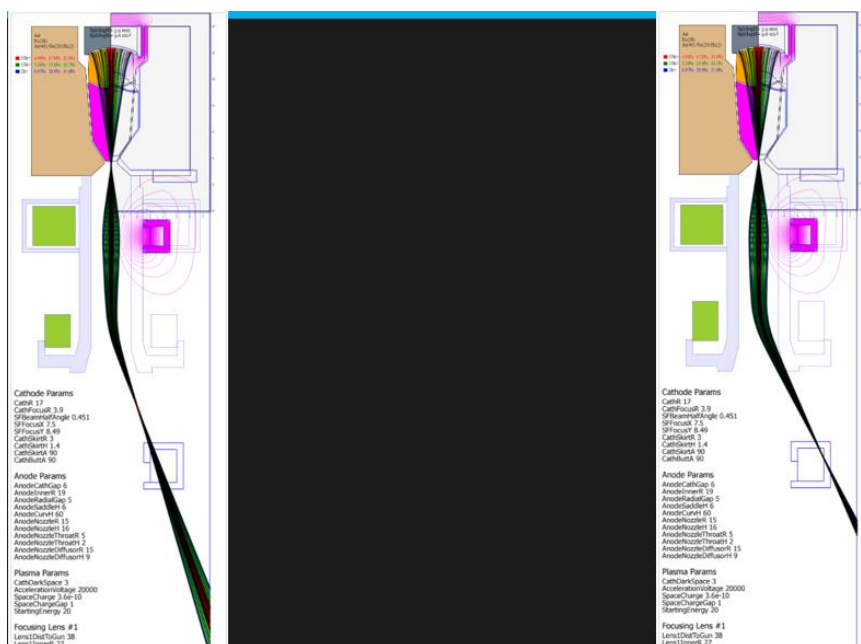 Cathode Params
CathR 17
CathFocusR 3.9
SFBeamHalfAngle 0.451
SFFocusX 7.5
SFFocusY 8.49
CathSkirtR 3
CathSkirtH 1.4
CathSkirtA 90
CathButtA 90
Anode Params
AnodeCathGap 6
AnodeInnerR 19
AnodeRadialGap 5
AnodeSaddleH 6
AnodeCurvH 60
AnodeNozzleR 15
AnodeNozzleH 16
AnodeNozzleThroatR 5
AnodeNozzleThroatH 2
AnodeNozzleDiffusorR 15
AnodeNozzleDiffusorH 9
Plasma Params
CathDarkSpace 3
AccelerationVoltage 20000
SpaceCharge 3.6e-10
SpaceChargeGap 1
StartingEnergy 20
Focusing Lens #1
Lens1DistToGun 38
Lens1InnerR 27
Cathode Params
CathR 17
CathFocusR 3.9
SFBeamHalfAngle 0.451
SFFocusX 7.5
SFFocusY 8.49
CathSkirtR 3
CathSkirtH 1.4
CathSkirtA 90
CathButtA 90
Anode Params
AnodeCathGap 6
AnodeInnerR 19
AnodeRadialGap 5
AnodeSaddleH 6
AnodeCurvH 60
AnodeNozzleR 15
AnodeNozzleH 16
AnodeNozzleThroatR 5
AnodeNozzleThroatH 2
AnodeNozzleDiffusorR 15
AnodeNozzleDiffusorH 9
Plasma Params
CathDarkSpace 3
AccelerationVoltage 20000
SpaceCharge 3.6e-10
SpaceChargeGap 1
StartingEnergy 20
Focusing Lens #1
Lens1DistToGun 38
Lens1InnerR 27